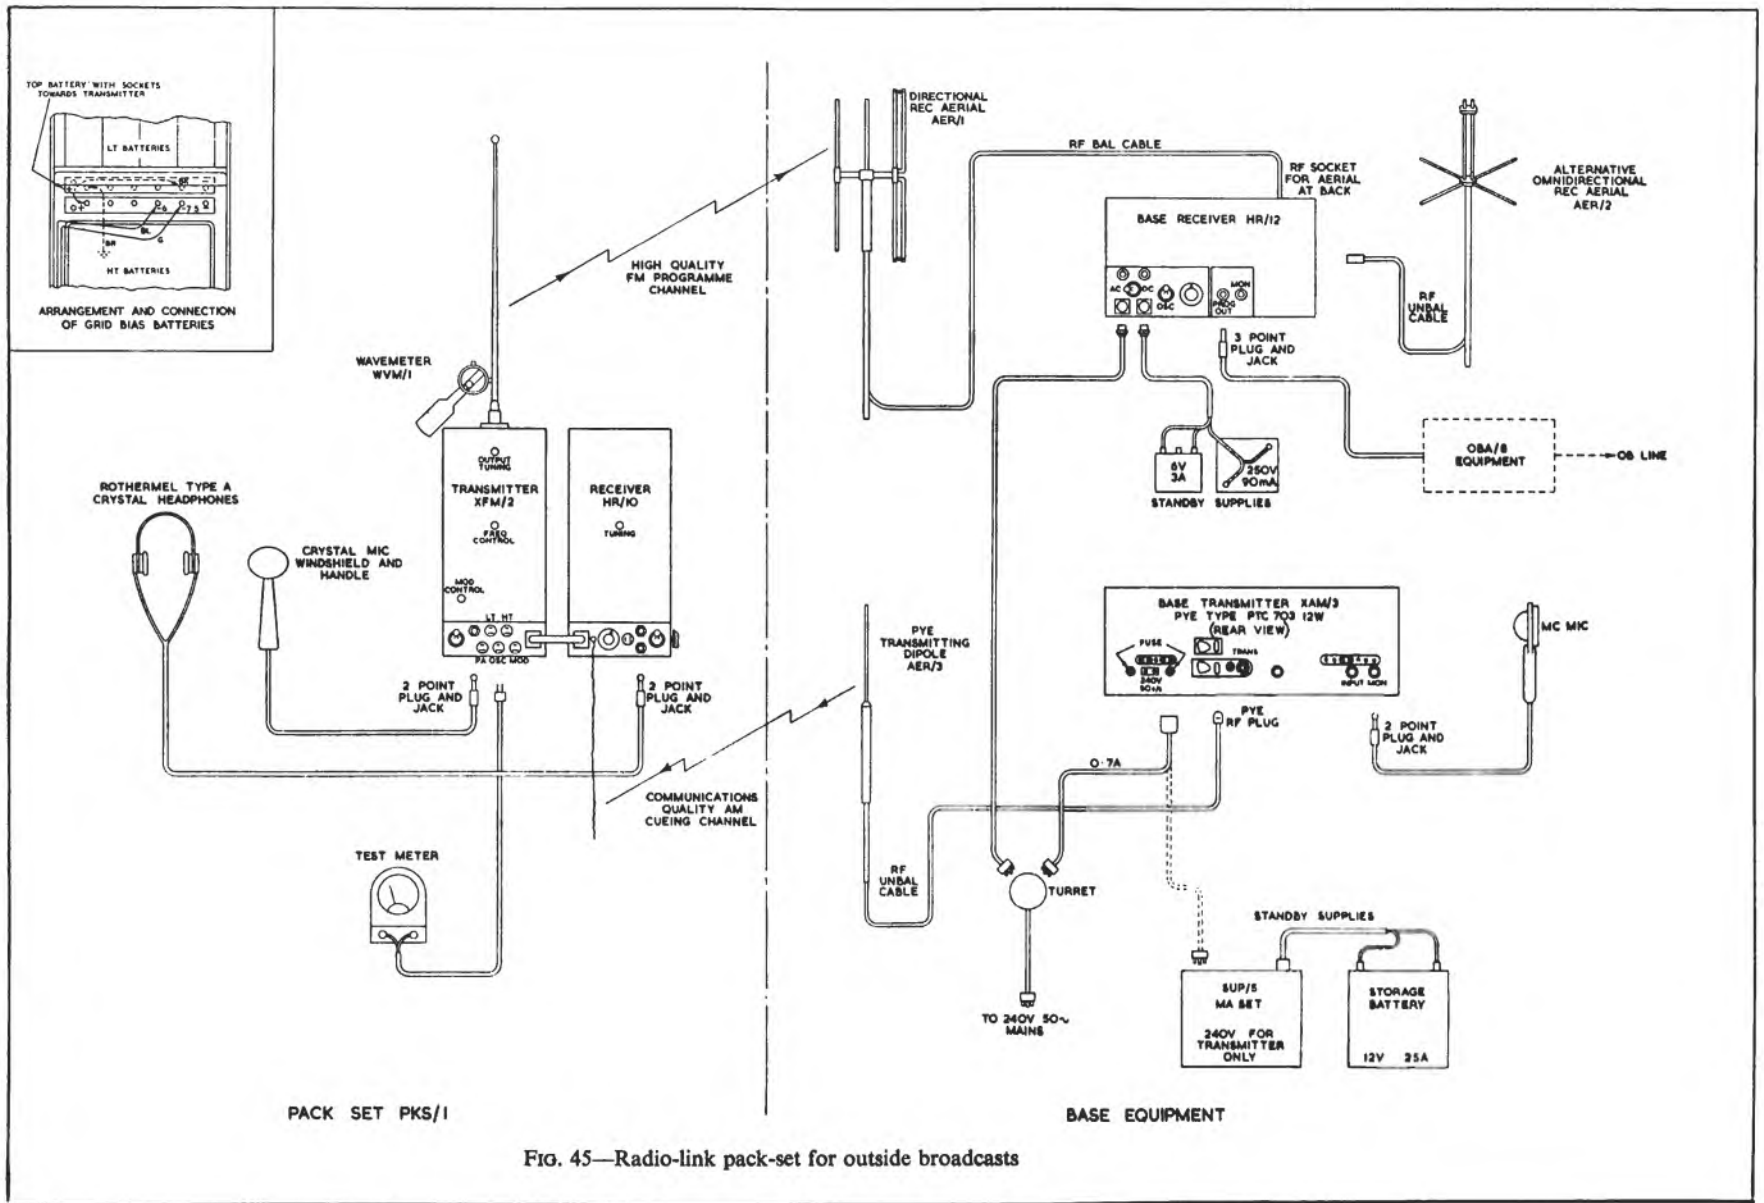 TOP BATTERY WITH SOCKETS
TOWARDS TRANSMITTER
LT BATTERIES
BR
-6
-7.5
BL
G
BR
HT BATTERIES
ARRANGEMENT AND CONNECTION
OF GRID BIAS BATTERIES
WAVEMETER
WVM/1
HIGH QUALITY
FM PROGRAMME
CHANNEL
ROTHERMEL TYPE A
CRYSTAL HEADPHONES
CRYSTAL MIC
WINDSHIELD AND
HANDLE
OUTPUT
TUNING
TRANSMITTER
XFM/2
FREQ
CONTROL
MOD
CONTROL
LT HT
PA OSC MOD
RECEIVER
HR/10
TUNING
2 POINT
PLUG AND
JACK
2 POINT
PLUG AND
JACK
COMMUNICATIONS
QUALITY AM
CUEING CHANNEL
TEST METER
PACK SET PKS/1
DIRECTIONAL
REC AERIAL
AER/1
RF BAL CABLE
RF SOCKET
FOR AERIAL
AT BACK
BASE RECEIVER HR/12
AC DC
OSC
MON
PROG
OUT
ALTERNATIVE
OMNIDIRECTIONAL
REC AERIAL
AER/2
RF
UNBAL
CABLE
3 POINT
PLUG AND
JACK
6V
3A
250V
90mA
STANDBY SUPPLIES
OBA/8
EQUIPMENT
OB LINE
PYE
TRANSMITTING
DIPOLE
AER/3
BASE TRANSMITTER XAM/3
PYE TYPE PTC 703 12W
(REAR VIEW)
FUSE
TRANS
240V
50~A
INPUT MON
MC MIC
PYE
RF PLUG
2 POINT
PLUG AND
JACK
0·7A
RF
UNBAL
CABLE
TURRET
TO 240V 50~
MAINS
STANDBY SUPPLIES
SUP/5
MA SET
240V FOR
TRANSMITTER
ONLY
STORAGE
BATTERY
12V 25A
BASE EQUIPMENT
FIG. 45—Radio-link pack-set for outside broadcasts